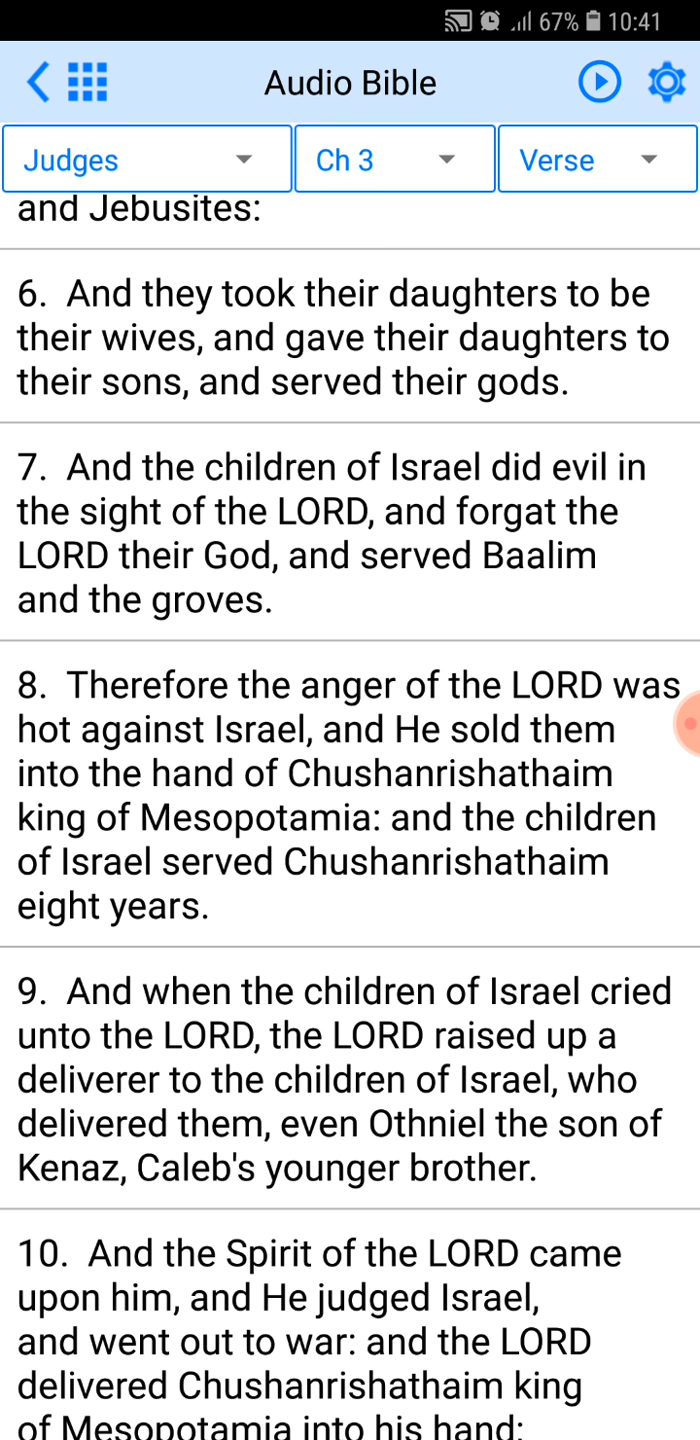 67% 10:41
Audio Bible
Judges Ch 3 Verse
and Jebusites:
6. And they took their daughters to be
their wives, and gave their daughters to
their sons, and served their gods.
7. And the children of Israel did evil in
the sight of the LORD, and forgat the
LORD their God, and served Baalim
and the groves.
8. Therefore the anger of the LORD was
hot against Israel, and He sold them
into the hand of Chushanrishathaim
king of Mesopotamia: and the children
of Israel served Chushanrishathaim
eight years.
9. And when the children of Israel cried
unto the LORD, the LORD raised up a
deliverer to the children of Israel, who
delivered them, even Othniel the son of
Kenaz, Caleb's younger brother.
10. And the Spirit of the LORD came
upon him, and He judged Israel,
and went out to war: and the LORD
delivered Chushanrishathaim king
of Mesopotamia into his hand;